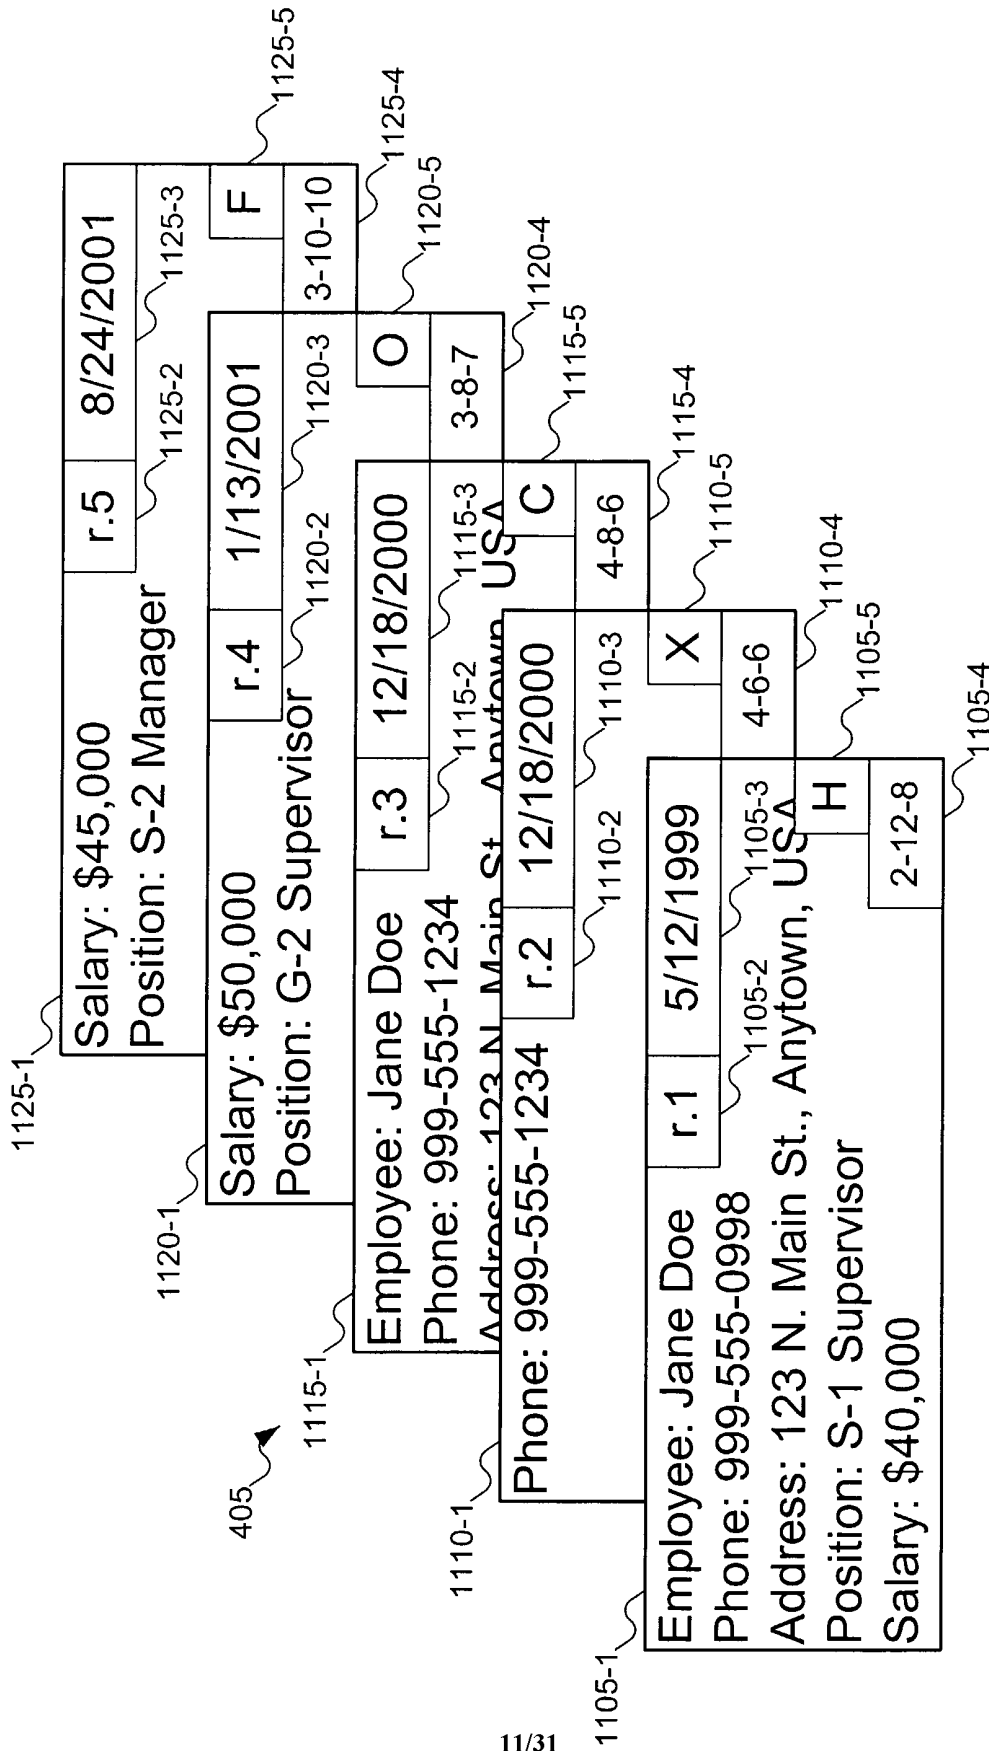 405
1125-1
Salary: $45,000
Position: S-2 Manager
r.5
8/24/2001
1125-2
1125-3
F
1125-5
3-10-10
1125-4
1120-1
Salary: $50,000
Position: G-2 Supervisor
r.4
1/13/2001
1120-2
1120-3
O
1120-5
3-8-7
1120-4
1115-1
Employee: Jane Doe
Phone: 999-555-1234
Address: 123 N. Main St., Anytown, USA
r.3
12/18/2000
1115-2
1115-3
C
1115-5
4-8-6
1115-4
1110-1
Phone: 999-555-1234
r.2
12/18/2000
1110-2
1110-3
X
1110-5
4-6-6
1110-4
1105-1
Employee: Jane Doe
Phone: 999-555-0998
Address: 123 N. Main St., Anytown, USA
Position: S-1 Supervisor
Salary: $40,000
r.1
5/12/1999
1105-2
1105-3
H
1105-5
2-12-8
1105-4
11/31